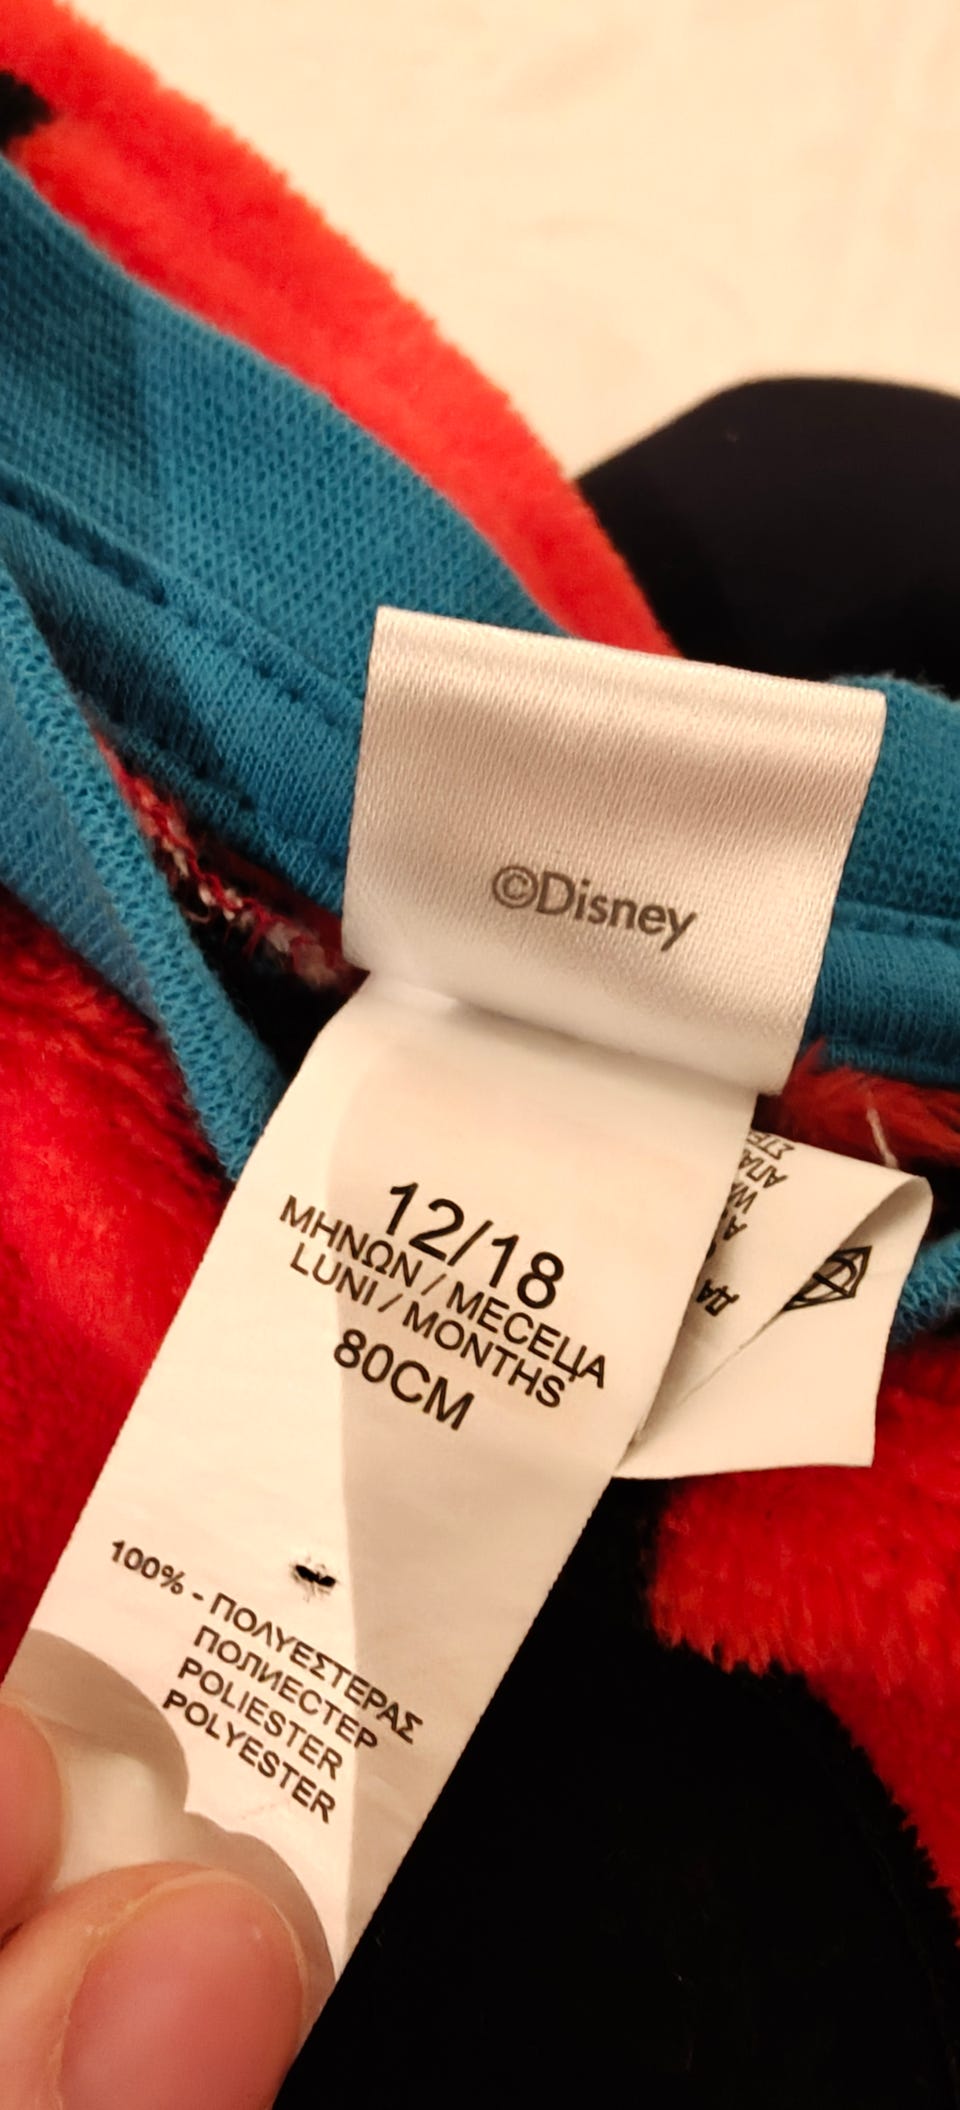 ©Disney
12/18
ΜΗΝΩΝ / МЕСЕЦА
LUNI / MONTHS
80CM
100% - ΠΟΛΥΕΣΤΕΡΑΣ
ПОЛИЕСТЕР
POLIESTER
POLYESTER